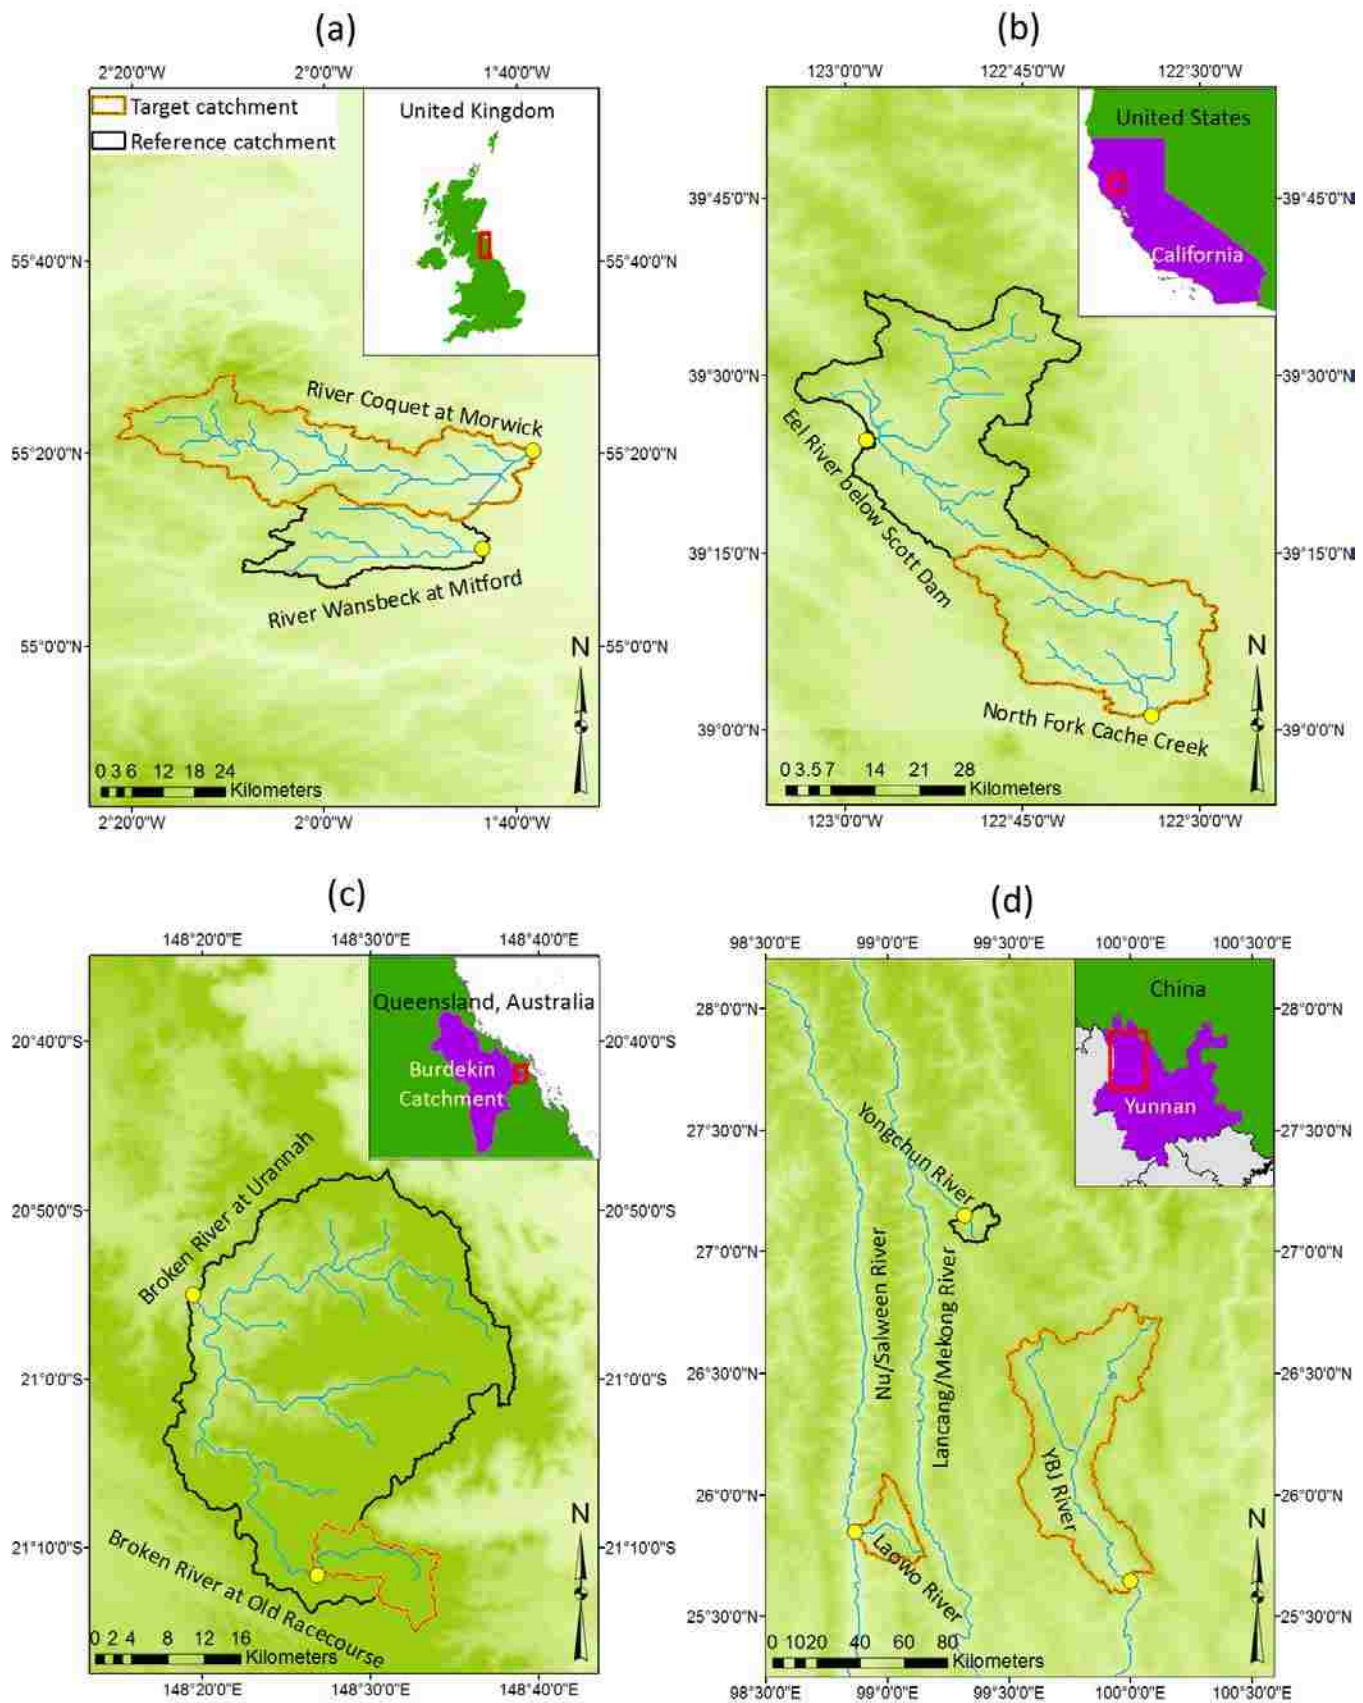 (a)
2°20'0"W 2°00'W 1°40'0"W
Target catchment
Reference catchment
United Kingdom
55°40'0"N 55°40'0"N
River Coquet at Morwick
55°20'0"N 55°20'0"N
River Wansbeck at Mitford
55°0'0"N 55°0'0"N
N
0 3 6 12 18 24
Kilometers
2°20'0"W 2°00'W 1°40'0"W
(b)
123°0'W 122°45'0"W 122°30'0"W
United States
California
39°45'0"N 39°45'0"N
39°30'0"N 39°30'0"N
Eel River below Scott Dam
39°15'0"N 39°15'0"N
North Fork Cache Creek
39°0'0"N 39°0'0"N
N
0 3.5 7 14 21 28
Kilometers
123°0'W 122°45'0"W 122°30'0"W
(c)
148°20'0"E 148°30'0"E 148°40'0"E
Queensland, Australia
Burdekin
Catchment
20°40'0"S 20°40'0"S
Broken River at Urannah
20°50'0"S 20°50'0"S
21°0'0"S 21°0'0"S
21°10'0"S 21°10'0"S
Broken River at Old Racecourse
N
0 2 4 8 12 16
Kilometers
148°20'0"E 148°30'0"E 148°40'0"E
(d)
98°30'0"E 99°0'0"E 99°30'0"E 100°0'0"E 100°30'0"E
China
Yunnan
28°0'0"N 28°0'0"N
27°30'0"N 27°30'0"N
Yongchun River
27°0'0"N 27°0'0"N
Nu/Salween River
Lancang/Mekong River
26°30'0"N 26°30'0"N
YBJ River
26°0'0"N 26°0'0"N
Laowo River
25°30'0"N 25°30'0"N
N
0 10 20 40 60 80
Kilometers
98°30'0"E 99°0'0"E 99°30'0"E 100°0'0"E 100°30'0"E